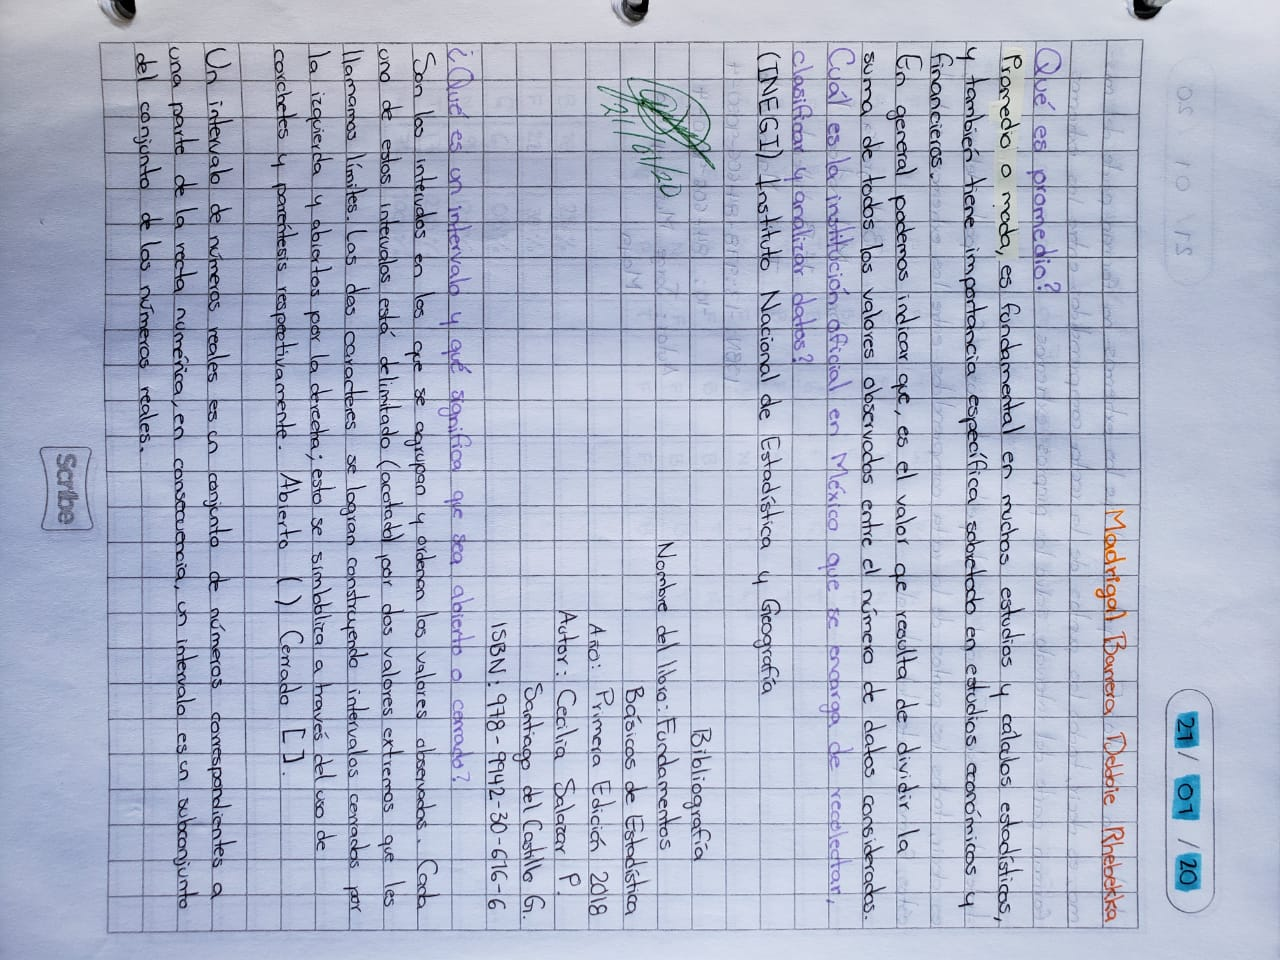 27/01/20
Madrigal Barrera Debbie Rhebekka
Qué es promedio?
Promedio o moda, es fundamental en muchos estudios y cálculos estadísticos,
y también tiene importancia específica sobretodo en estudios económicos y
financieros.
En general podemos indicar que, es el valor qe resulta de dividir la
suma de todos los valores observados entre el número de datos considerados.
Cuál es la institución oficial en México que se encarga de recolectar,
clasificar y analizar datos?
(INEGI) Instituto Nacional de Estadística y Geografía
Bibliografía
Nombre del libro: Fundamentos
Básicos de Estadística
Año: Primera Edición 2018
Autor: Cecilia Salazar P.
Santiago del Castillo G.
ISBN: 978-9942-30-616-6
21/01/20
¿Qué es un intervalo y qué significa que sea abierto o cerrado?
Son los intervalos en los qe se agrupan y ordenan los valores observados. Cada
uno de estos intervalos está delimitado (acotado) por dos valores extremos que les
llamamos límites. Los dos caracteres se logran construyendo intervalos cerrados por
la izquierda y abiertos por la derecha; esto se simboliza a través del uso de
corchetes y paréntesis respectivamente. Abierto ( ) Cerrado [ ].
Un intervalo de números reales es un conjunto de números correspondientes a
una parte de la recta numérica, en consecuencia, un intervalo es un subconjunto
del conjunto de los números reales.
Scribe